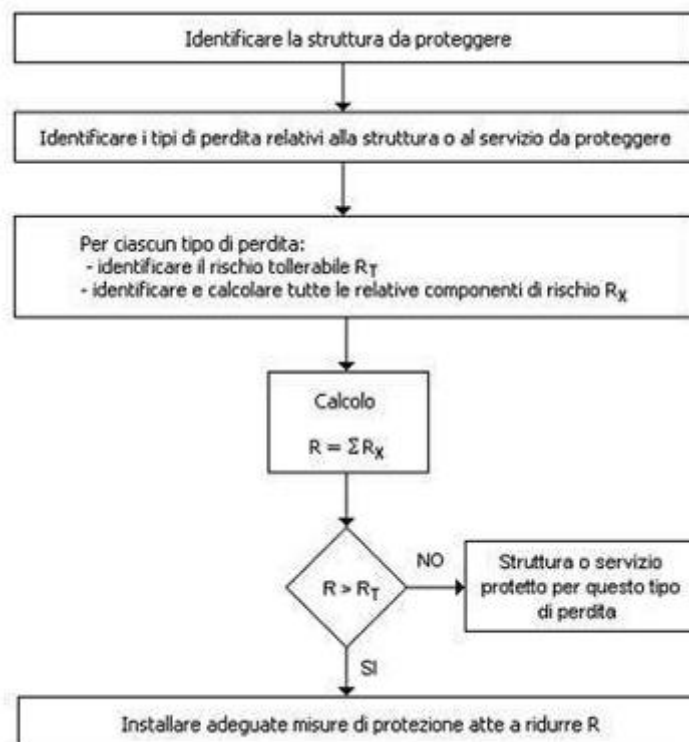 Identificare la struttura da proteggere
Identificare i tipi di perdita relativi alla struttura o al servizio da proteggere
Per ciascun tipo di perdita:
- identificare il rischio tollerabile RT
- identificare e calcolare tutte le relative componenti di rischio RX
Calcolo
R = ΣRX
R > RT
NO
Struttura o servizio
protetto per questo tipo
di perdita
SI
Installare adeguate misure di protezione atte a ridurre R